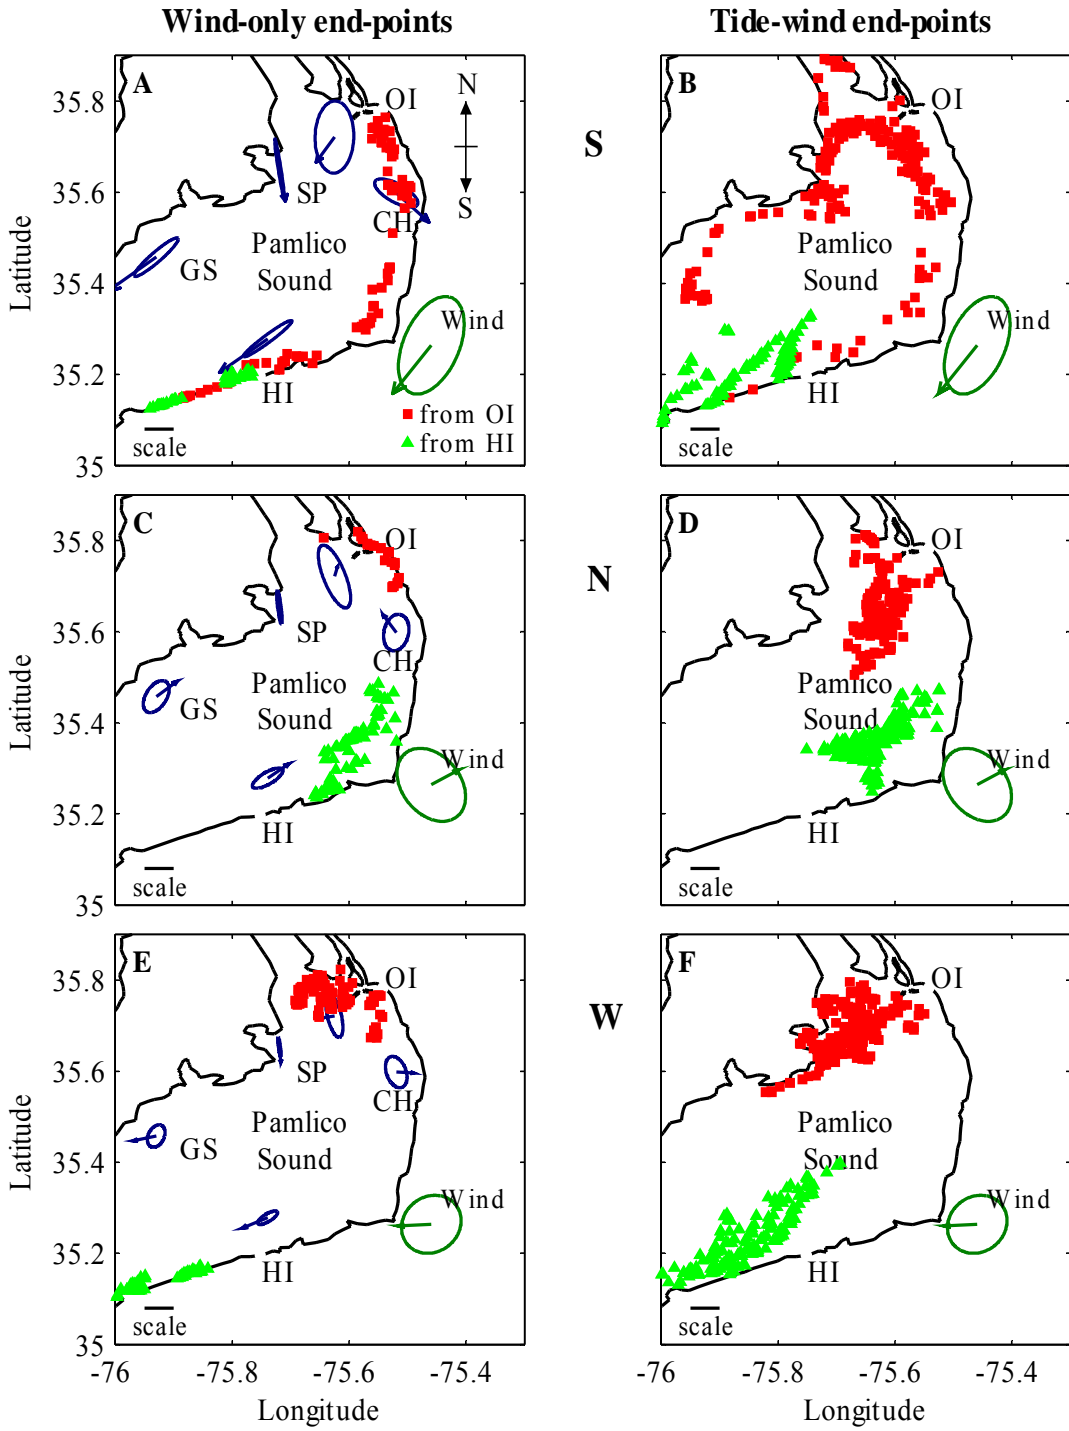 Wind-only end-points
Tide-wind end-points
A
N
S
OI
SP
CH
GS
Pamlico
Sound
Wind
HI
from OI
from HI
scale
35.8
35.6
35.4
35.2
35
Latitude
S
B
OI
Pamlico
Sound
Wind
HI
scale
C
OI
SP
CH
GS
Pamlico
Sound
Wind
HI
scale
35.8
35.6
35.4
35.2
35
Latitude
N
D
OI
Pamlico
Sound
Wind
HI
scale
E
OI
SP
CH
GS
Pamlico
Sound
Wind
HI
scale
35.8
35.6
35.4
35.2
35
Latitude
-76
-75.8
-75.6
-75.4
Longitude
W
F
OI
Pamlico
Sound
Wind
HI
scale
-76
-75.8
-75.6
-75.4
Longitude